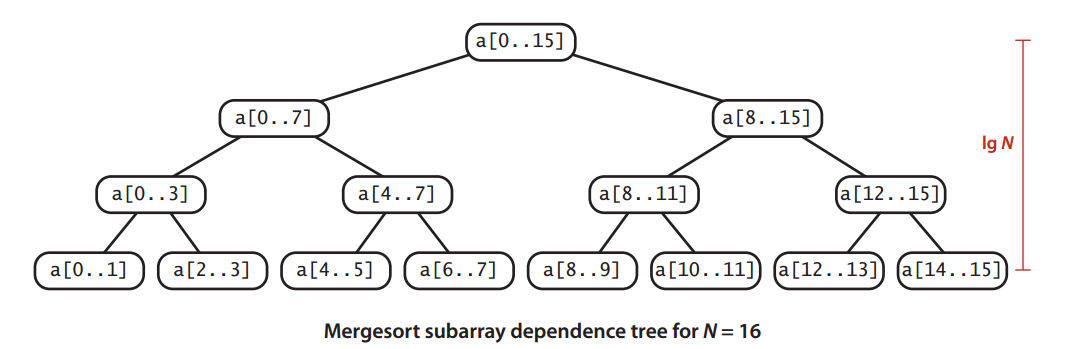 a[0..15]
a[0..7]
a[8..15]
lg N
a[0..3]
a[4..7]
a[8..11]
a[12..15]
a[0..1]
a[2..3]
a[4..5]
a[6..7]
a[8..9]
a[10..11]
a[12..13]
a[14..15]
Mergesort subarray dependence tree for N = 16